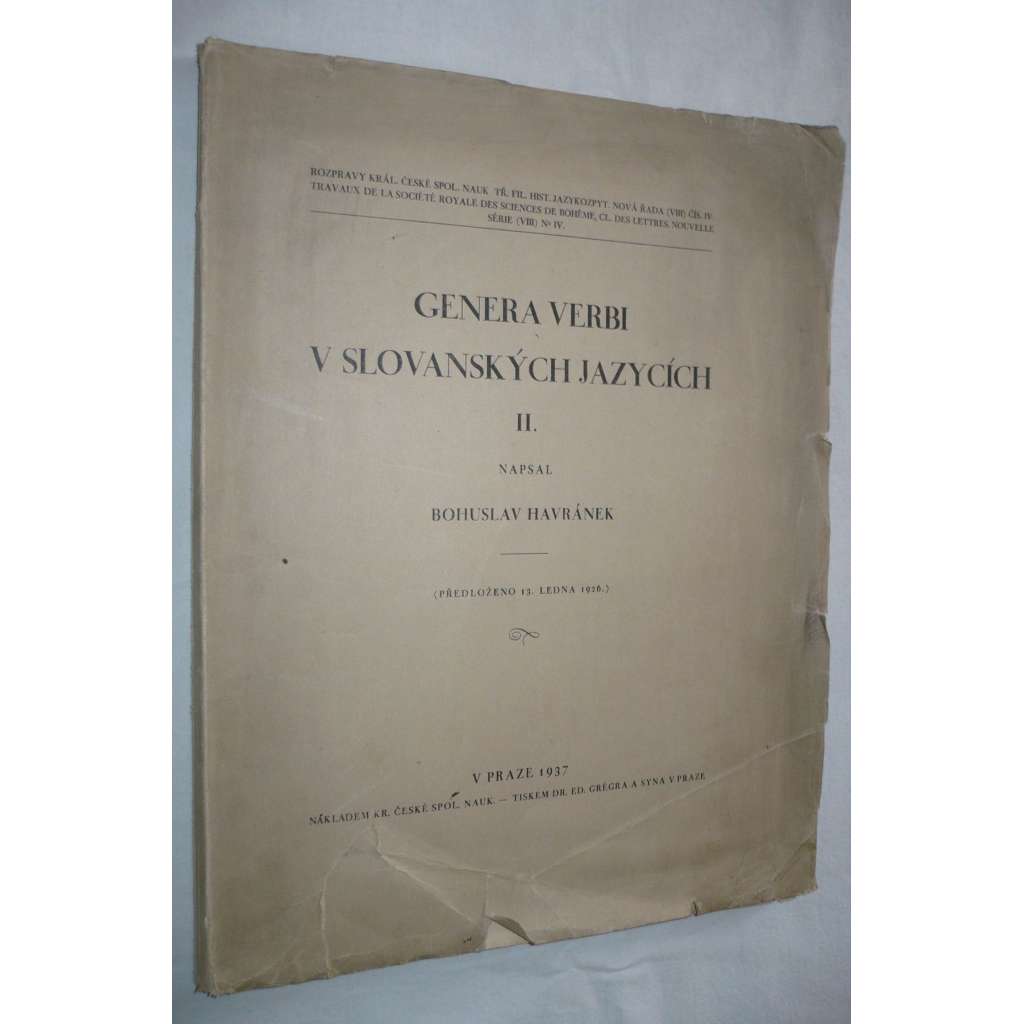 ROZPRAVY KRÁL. ČESKÉ SPOL. NAUK TŘ. FIL. HIST. JAZYKOZPYT. NOVÁ ŘADA (VIII) ČÍS. IV.
TRAVAUX DE LA SOCIÉTÉ ROYALE DES SCIENCES DE BOHÊME, CL. DES LETTRES. NOUVELLE
SÉRIE (VIII) No IV.
GENERA VERBI
V SLOVANSKÝCH JAZYCÍCH
II.
NAPSAL
BOHUSLAV HAVRÁNEK
(PŘEDLOŽENO 13. LEDNA 1926.)
V PRAZE 1937
NÁKLADEM KR. ČESKÉ SPOL. NAUK. — TISKEM DR. ED. GRÉGRA A SYNA V PRAZE